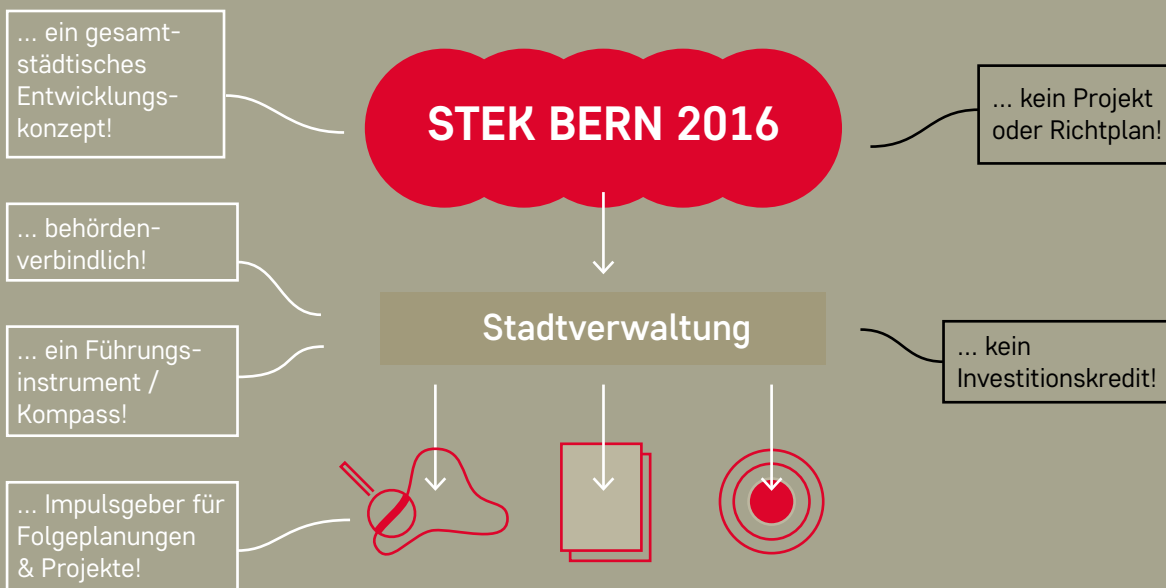 ... ein gesamt-
städtisches
Entwicklungs-
konzept!
STEK BERN 2016
... kein Projekt
oder Richtplan!
... behörden-
verbindlich!
Stadtverwaltung
... ein Führungs-
instrument /
Kompass!
... kein
Investitionskredit!
... Impulsgeber für
Folgeplanungen
& Projekte!